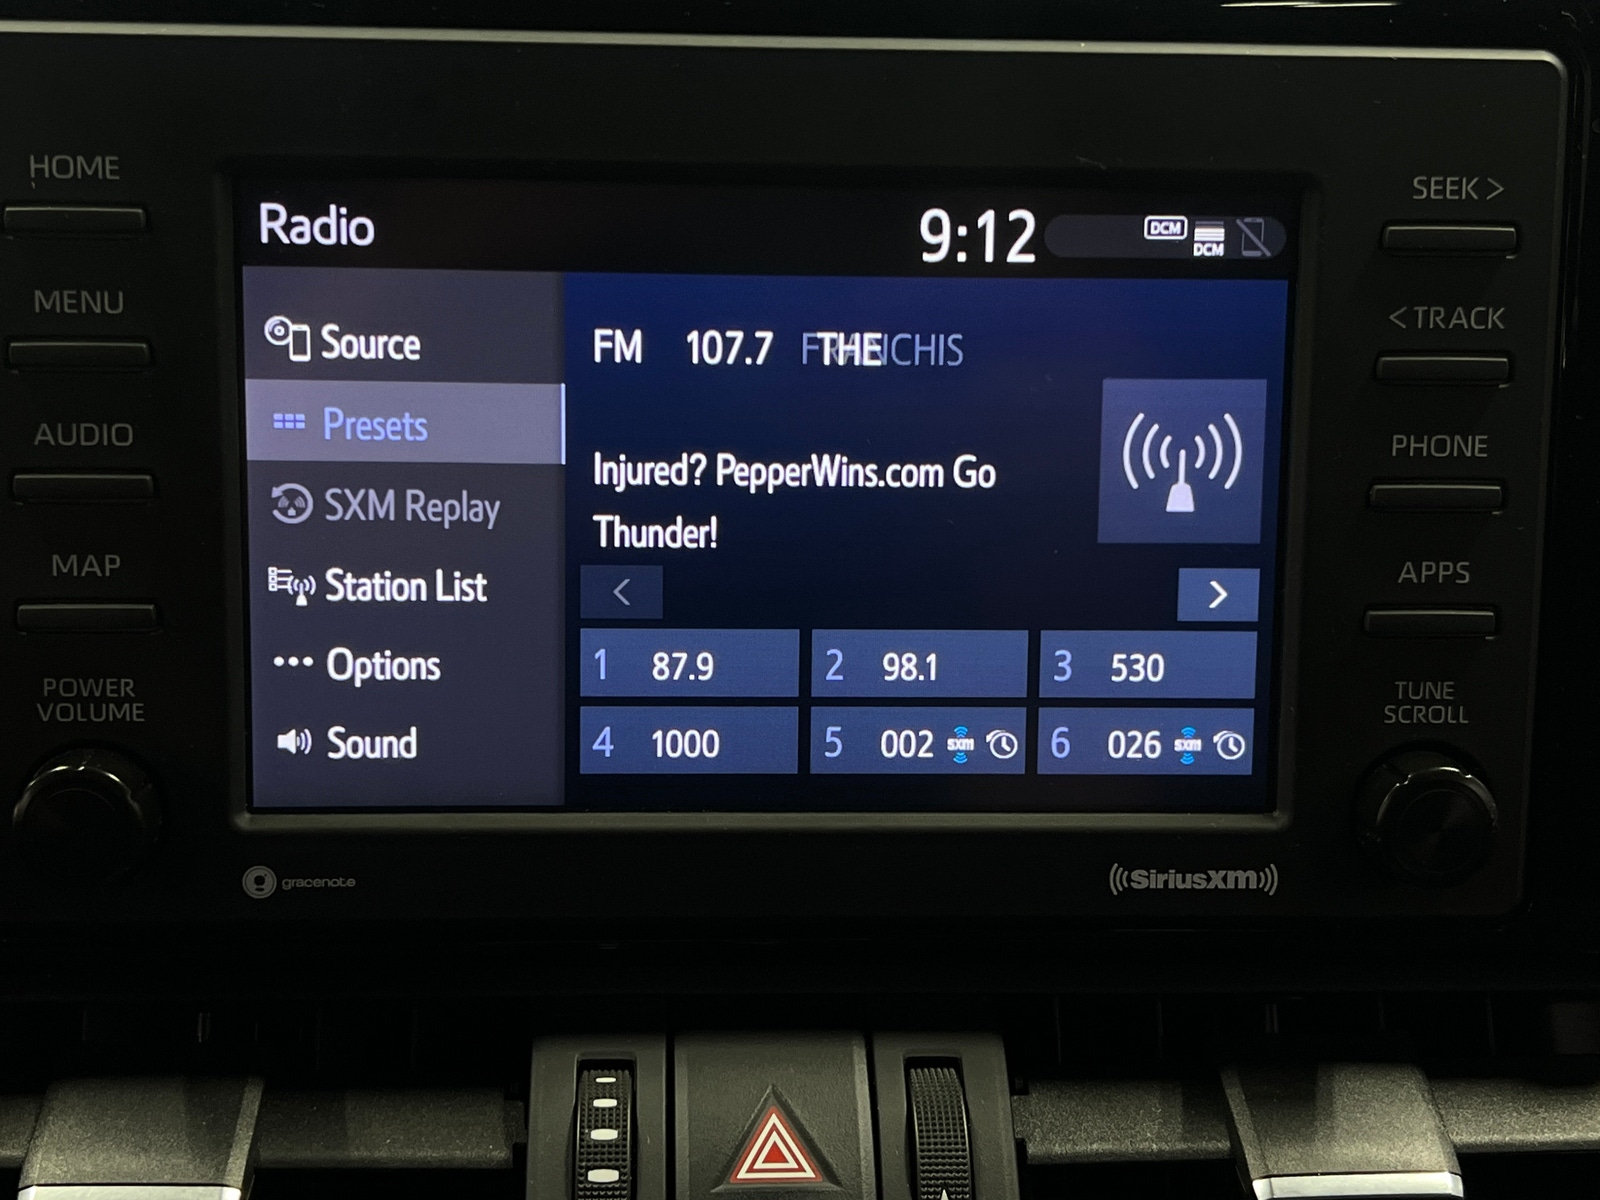 HOME
MENU
AUDIO
MAP
POWER
VOLUME
Radio
9:12
DCM
DCM
Source
Presets
SXM Replay
Station List
Options
Sound
FM 107.7 THE FRANCHIS
Injured? PepperWins.com Go
Thunder!
<
>
1 87.9
2 98.1
3 530
4 1000
5 002 sxm
6 026 sxm
SEEK >
< TRACK
PHONE
APPS
TUNE
SCROLL
gracenote
((SiriusXM))